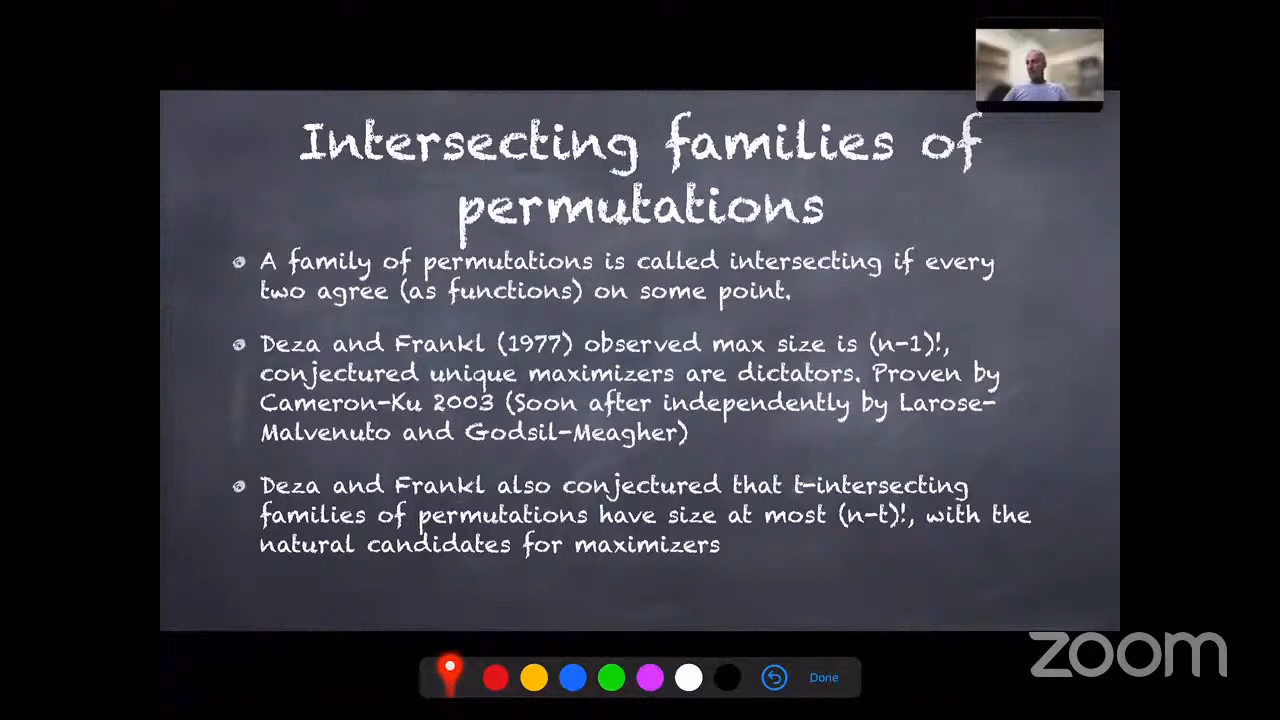 Intersecting families of
permutations
A family of permutations is called intersecting if every
two agree (as functions) on some point.
Deza and Frankl (1977) observed max size is (n-1)!,
conjectured unique maximizers are dictators. Proven by
Cameron-Ku 2003 (Soon after independently by Larose-
Malvenuto and Godsil-Meagher)
Deza and Frankl also conjectured that t-intersecting
families of permutations have size at most (n-t)!, with the
natural candidates for maximizers
zoom
Done